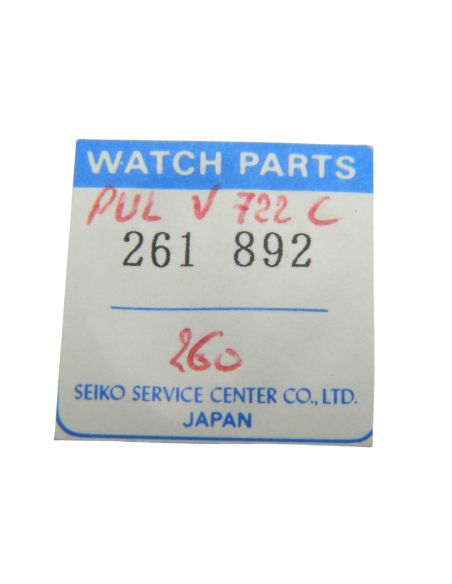 WATCH PARTS
PUL V 722 C
261 892
260
SEIKO SERVICE CENTER CO., LTD.
JAPAN